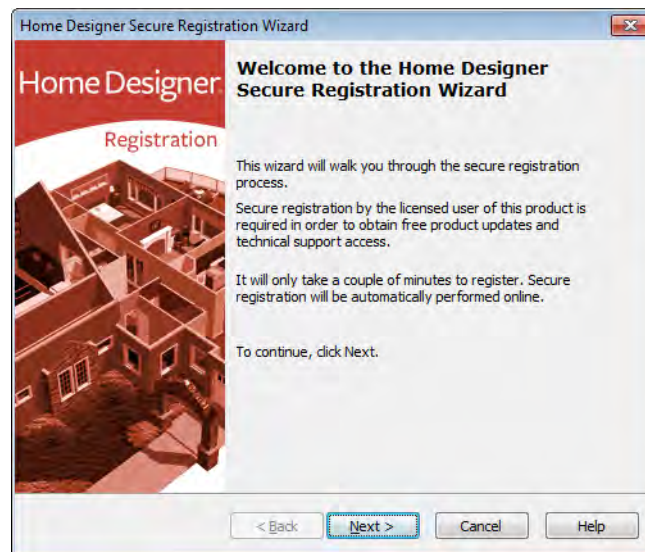 Home Designer Secure Registration Wizard
Home Designer
Registration
Welcome to the Home Designer
Secure Registration Wizard
This wizard will walk you through the secure registration
process.
Secure registration by the licensed user of this product is
required in order to obtain free product updates and
technical support access.
It will only take a couple of minutes to register. Secure
registration will be automatically performed online.
To continue, click Next.
< Back
Next >
Cancel
Help